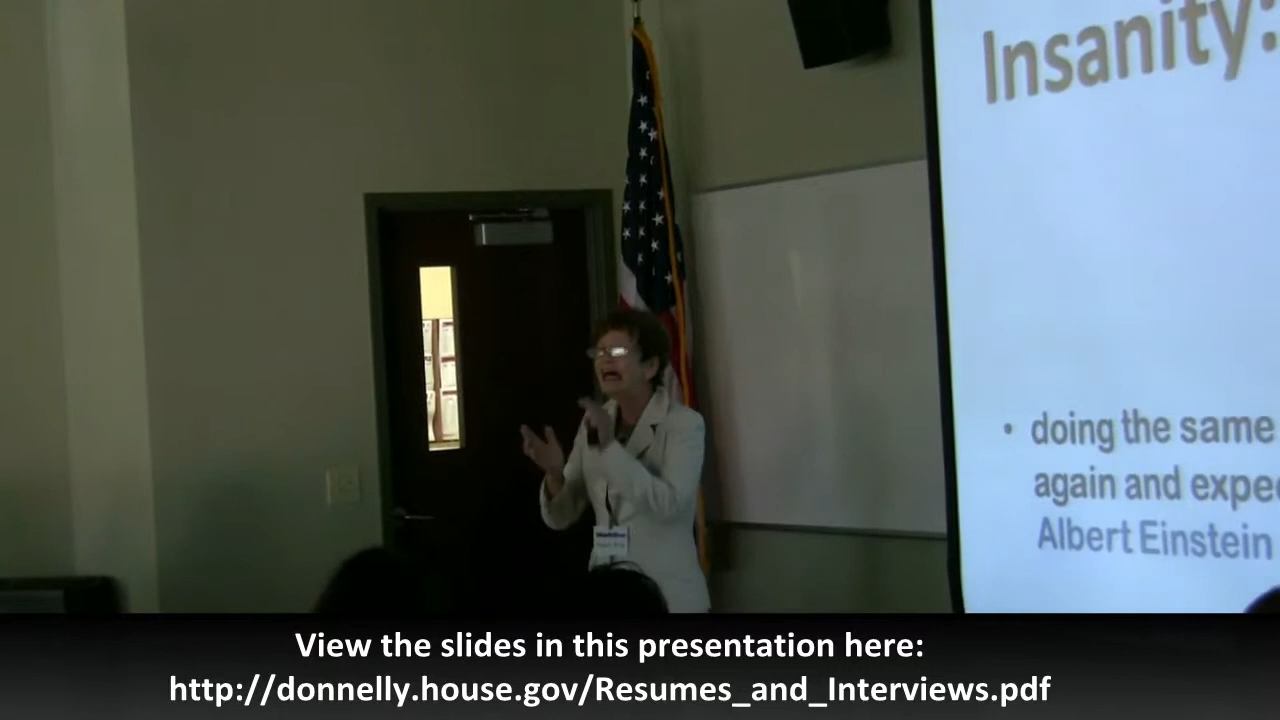 Insanity:
doing the same
again and expec
Albert Einstein
View the slides in this presentation here:
http://donnelly.house.gov/Resumes_and_Interviews.pdf